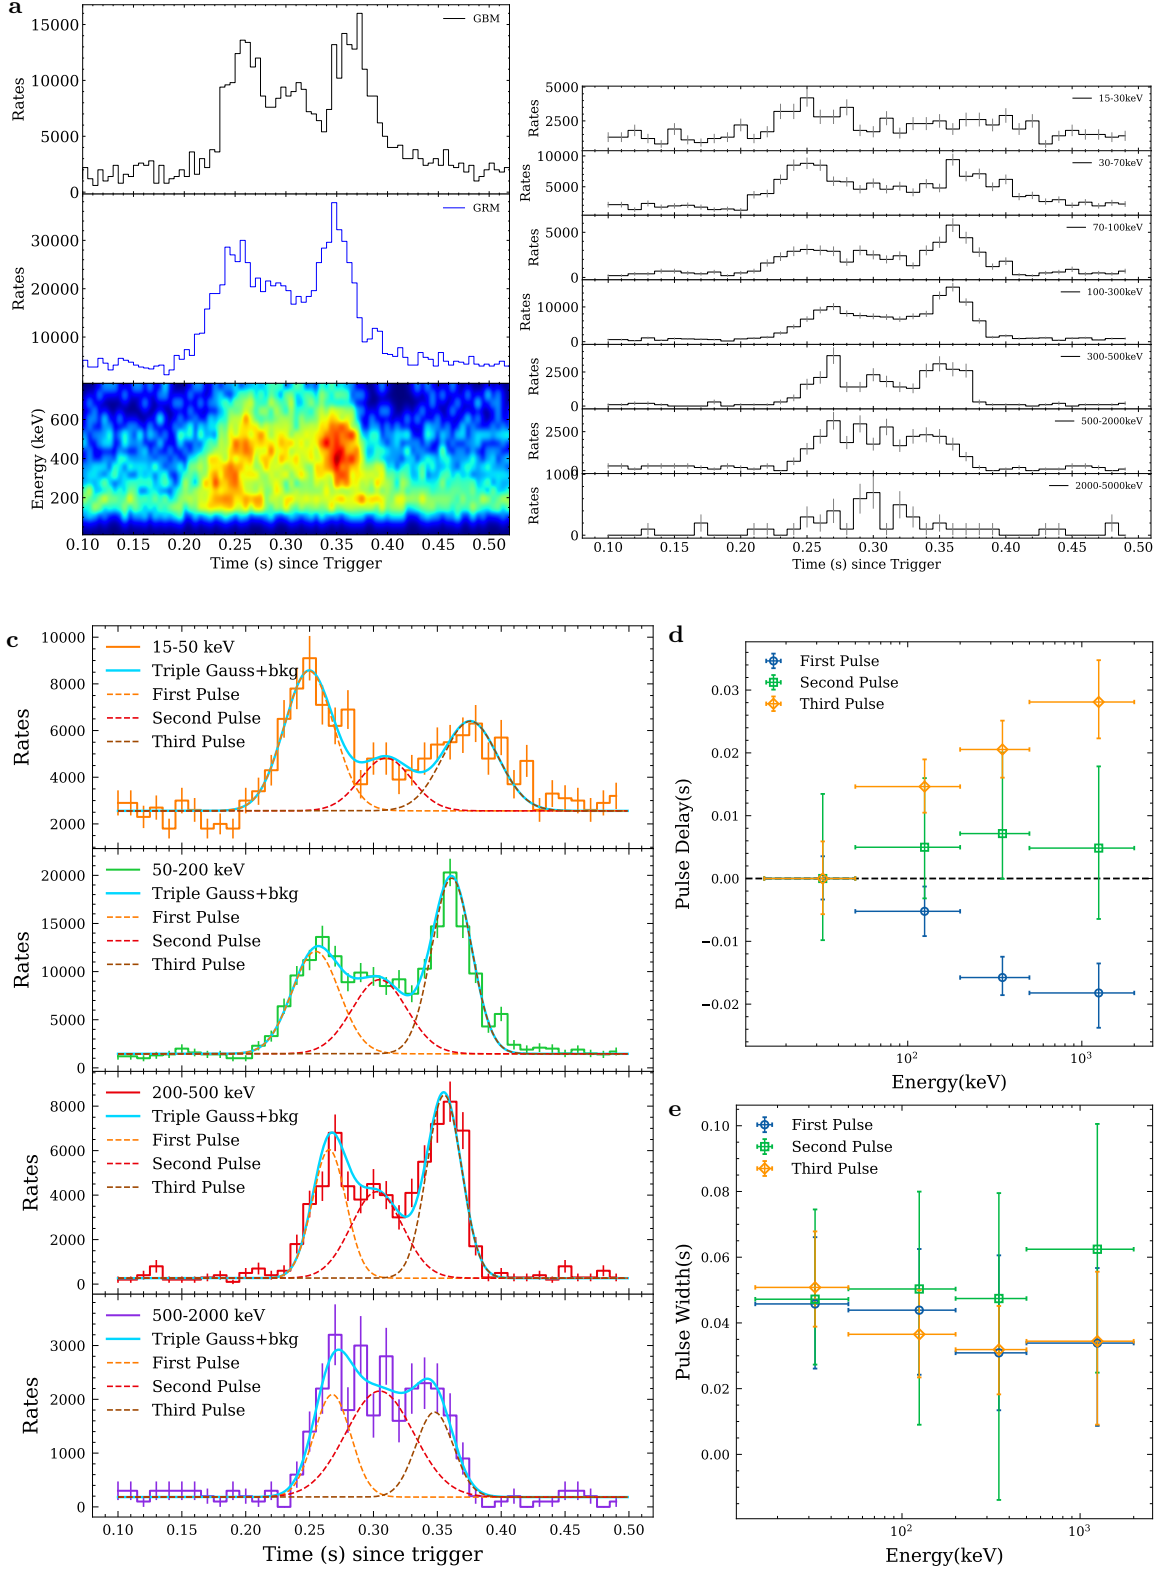 a
GBM
Rates
15000
10000
5000
0
GRM
Rates
30000
20000
10000
Energy (keV)
600
400
200
0.10 0.15 0.20 0.25 0.30 0.35 0.40 0.45 0.50
Time (s) since Trigger
15-30keV
Rates
5000
2500
30-70keV
Rates
10000
5000
70-100keV
Rates
5000
0
100-300keV
Rates
10000
0
300-500keV
Rates
2500
0
500-2000keV
Rates
2500
0
2000-5000keV
Rates
1000
0
0.10 0.15 0.20 0.25 0.30 0.35 0.40 0.45 0.50
Time (s) since Trigger
c
15-50 keV
Triple Gauss+bkg
First Pulse
Second Pulse
Third Pulse
Rates
10000
8000
6000
4000
2000
50-200 keV
Triple Gauss+bkg
First Pulse
Second Pulse
Third Pulse
Rates
20000
15000
10000
5000
0
200-500 keV
Triple Gauss+bkg
First Pulse
Second Pulse
Third Pulse
Rates
8000
6000
4000
2000
0
500-2000 keV
Triple Gauss+bkg
First Pulse
Second Pulse
Third Pulse
Rates
3000
2000
1000
0
0.10 0.15 0.20 0.25 0.30 0.35 0.40 0.45 0.50
Time (s) since trigger
d
First Pulse
Second Pulse
Third Pulse
Pulse Delay(s)
0.03
0.02
0.01
0.00
−0.01
−0.02
10² 10³
Energy(keV)
e
First Pulse
Second Pulse
Third Pulse
Pulse Width(s)
0.10
0.08
0.06
0.04
0.02
0.00
10² 10³
Energy(keV)